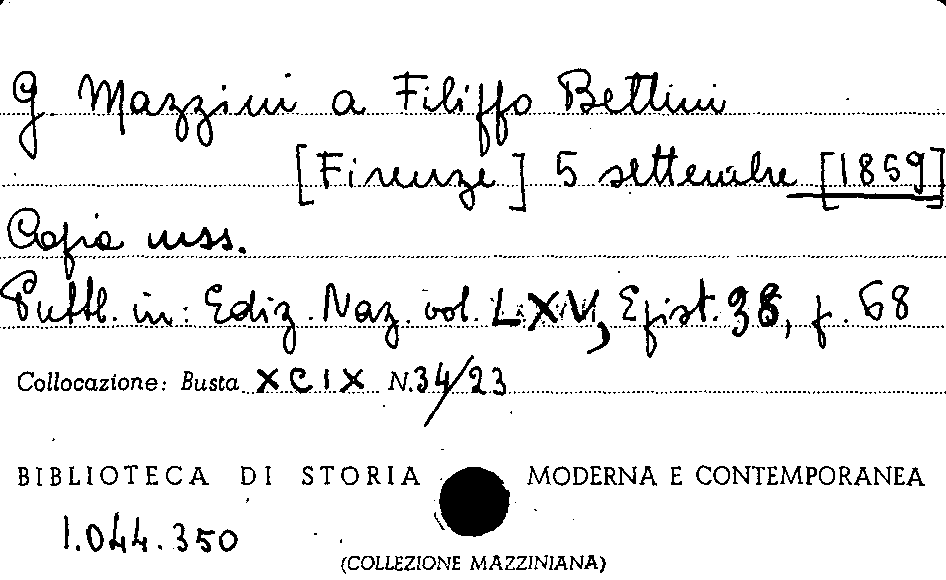 G. Mazzini a Filippo Bettini
[Firenze] 5 settembre [1859]
Copia mss.
Pubbl. in: Ediz. Naz. vol. LXV, Epist. 38, p. 68
Collocazione: Busta XCIX N.34/23
BIBLIOTECA DI STORIA MODERNA E CONTEMPORANEA
1.044.350
(COLLEZIONE MAZZINIANA)